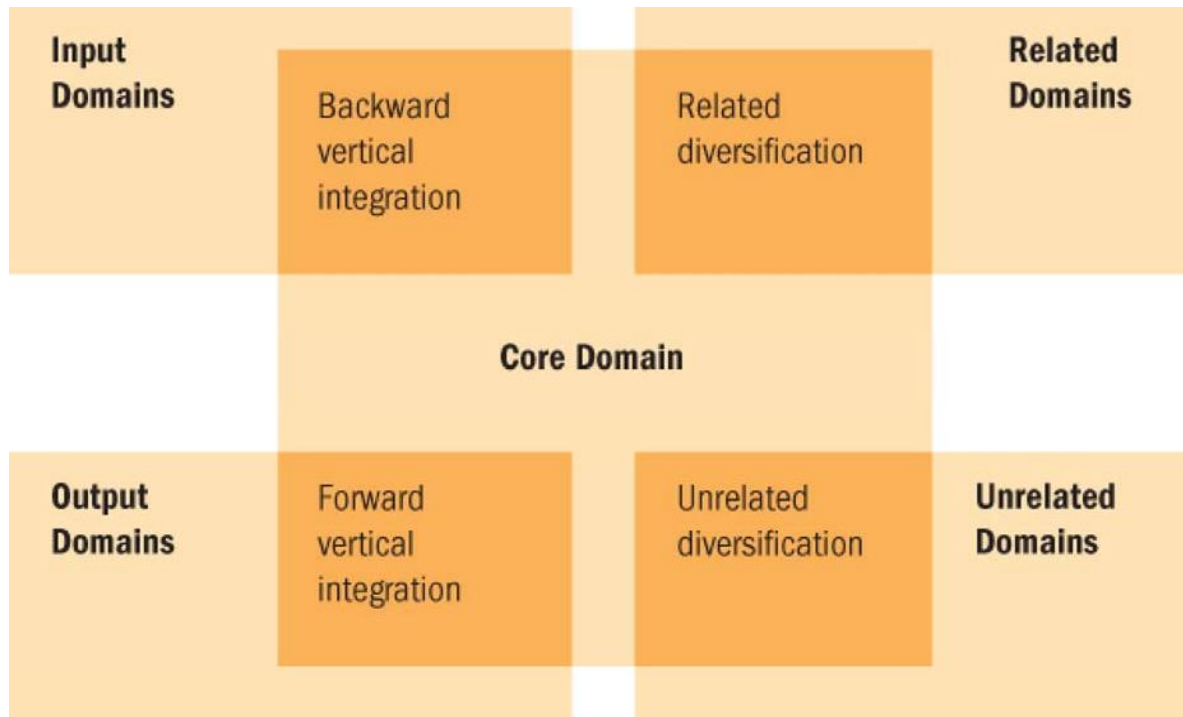 Input
Domains
Backward
vertical
integration
Related
diversification
Related
Domains
Core Domain
Output
Domains
Forward
vertical
integration
Unrelated
diversification
Unrelated
Domains